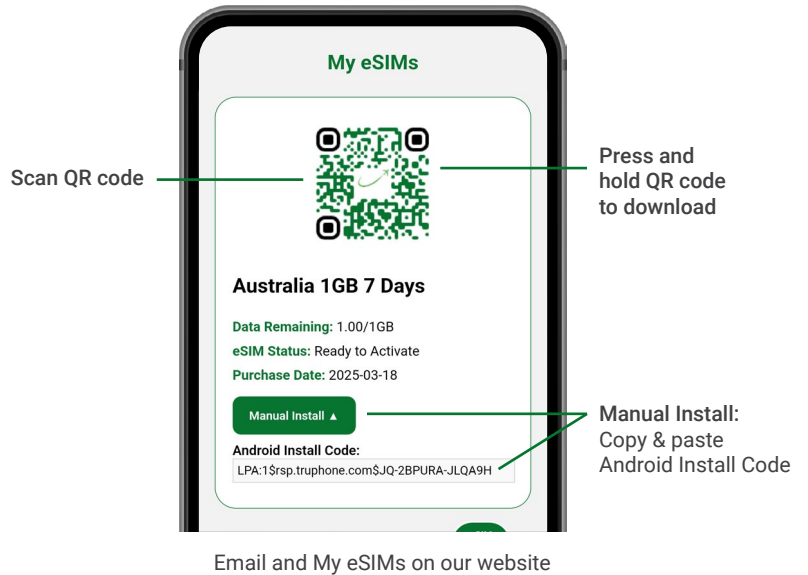 My eSIMs
Scan QR code
Press and
hold QR code
to download
Australia 1GB 7 Days
Data Remaining: 1.00/1GB
eSIM Status: Ready to Activate
Purchase Date: 2025-03-18
Manual Install ▲
Manual Install:
Copy & paste
Android Install Code
Android Install Code:
LPA:1$rsp.truphone.com$JQ-2BPURA-JLQA9H
Email and My eSIMs on our website